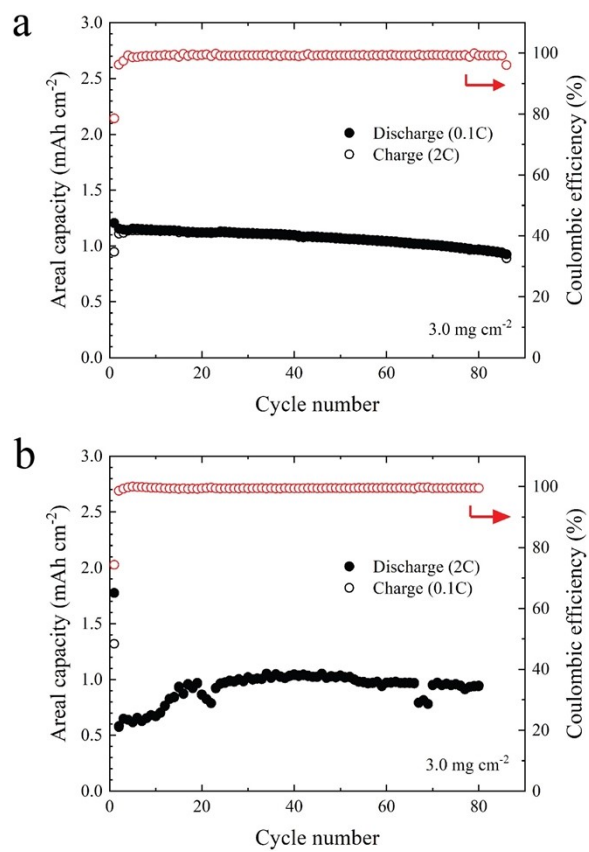 a
3.0
2.5
2.0
1.5
1.0
0.5
0.0
Areal capacity (mAh cm⁻²)
100
80
60
40
20
0
Coulombic efficiency (%)
Discharge (0.1C)
Charge (2C)
3.0 mg cm⁻²
0 20 40 60 80
Cycle number
b
3.0
2.5
2.0
1.5
1.0
0.5
0.0
Areal capacity (mAh cm⁻²)
100
80
60
40
20
0
Coulombic efficiency (%)
Discharge (2C)
Charge (0.1C)
3.0 mg cm⁻²
0 20 40 60 80
Cycle number